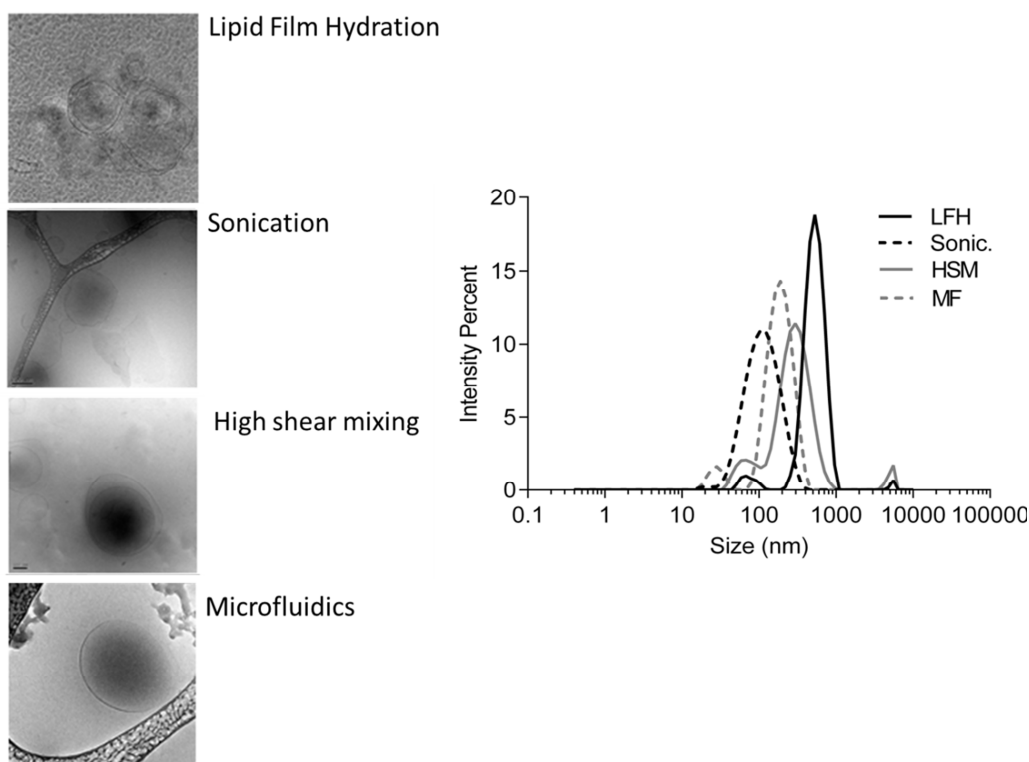 Lipid Film Hydration
Sonication
High shear mixing
Microfluidics
20
15
10
5
0
Intensity Percent
0.1 1 10 100 1000 10000 100000
Size (nm)
LFH
Sonic.
HSM
MF